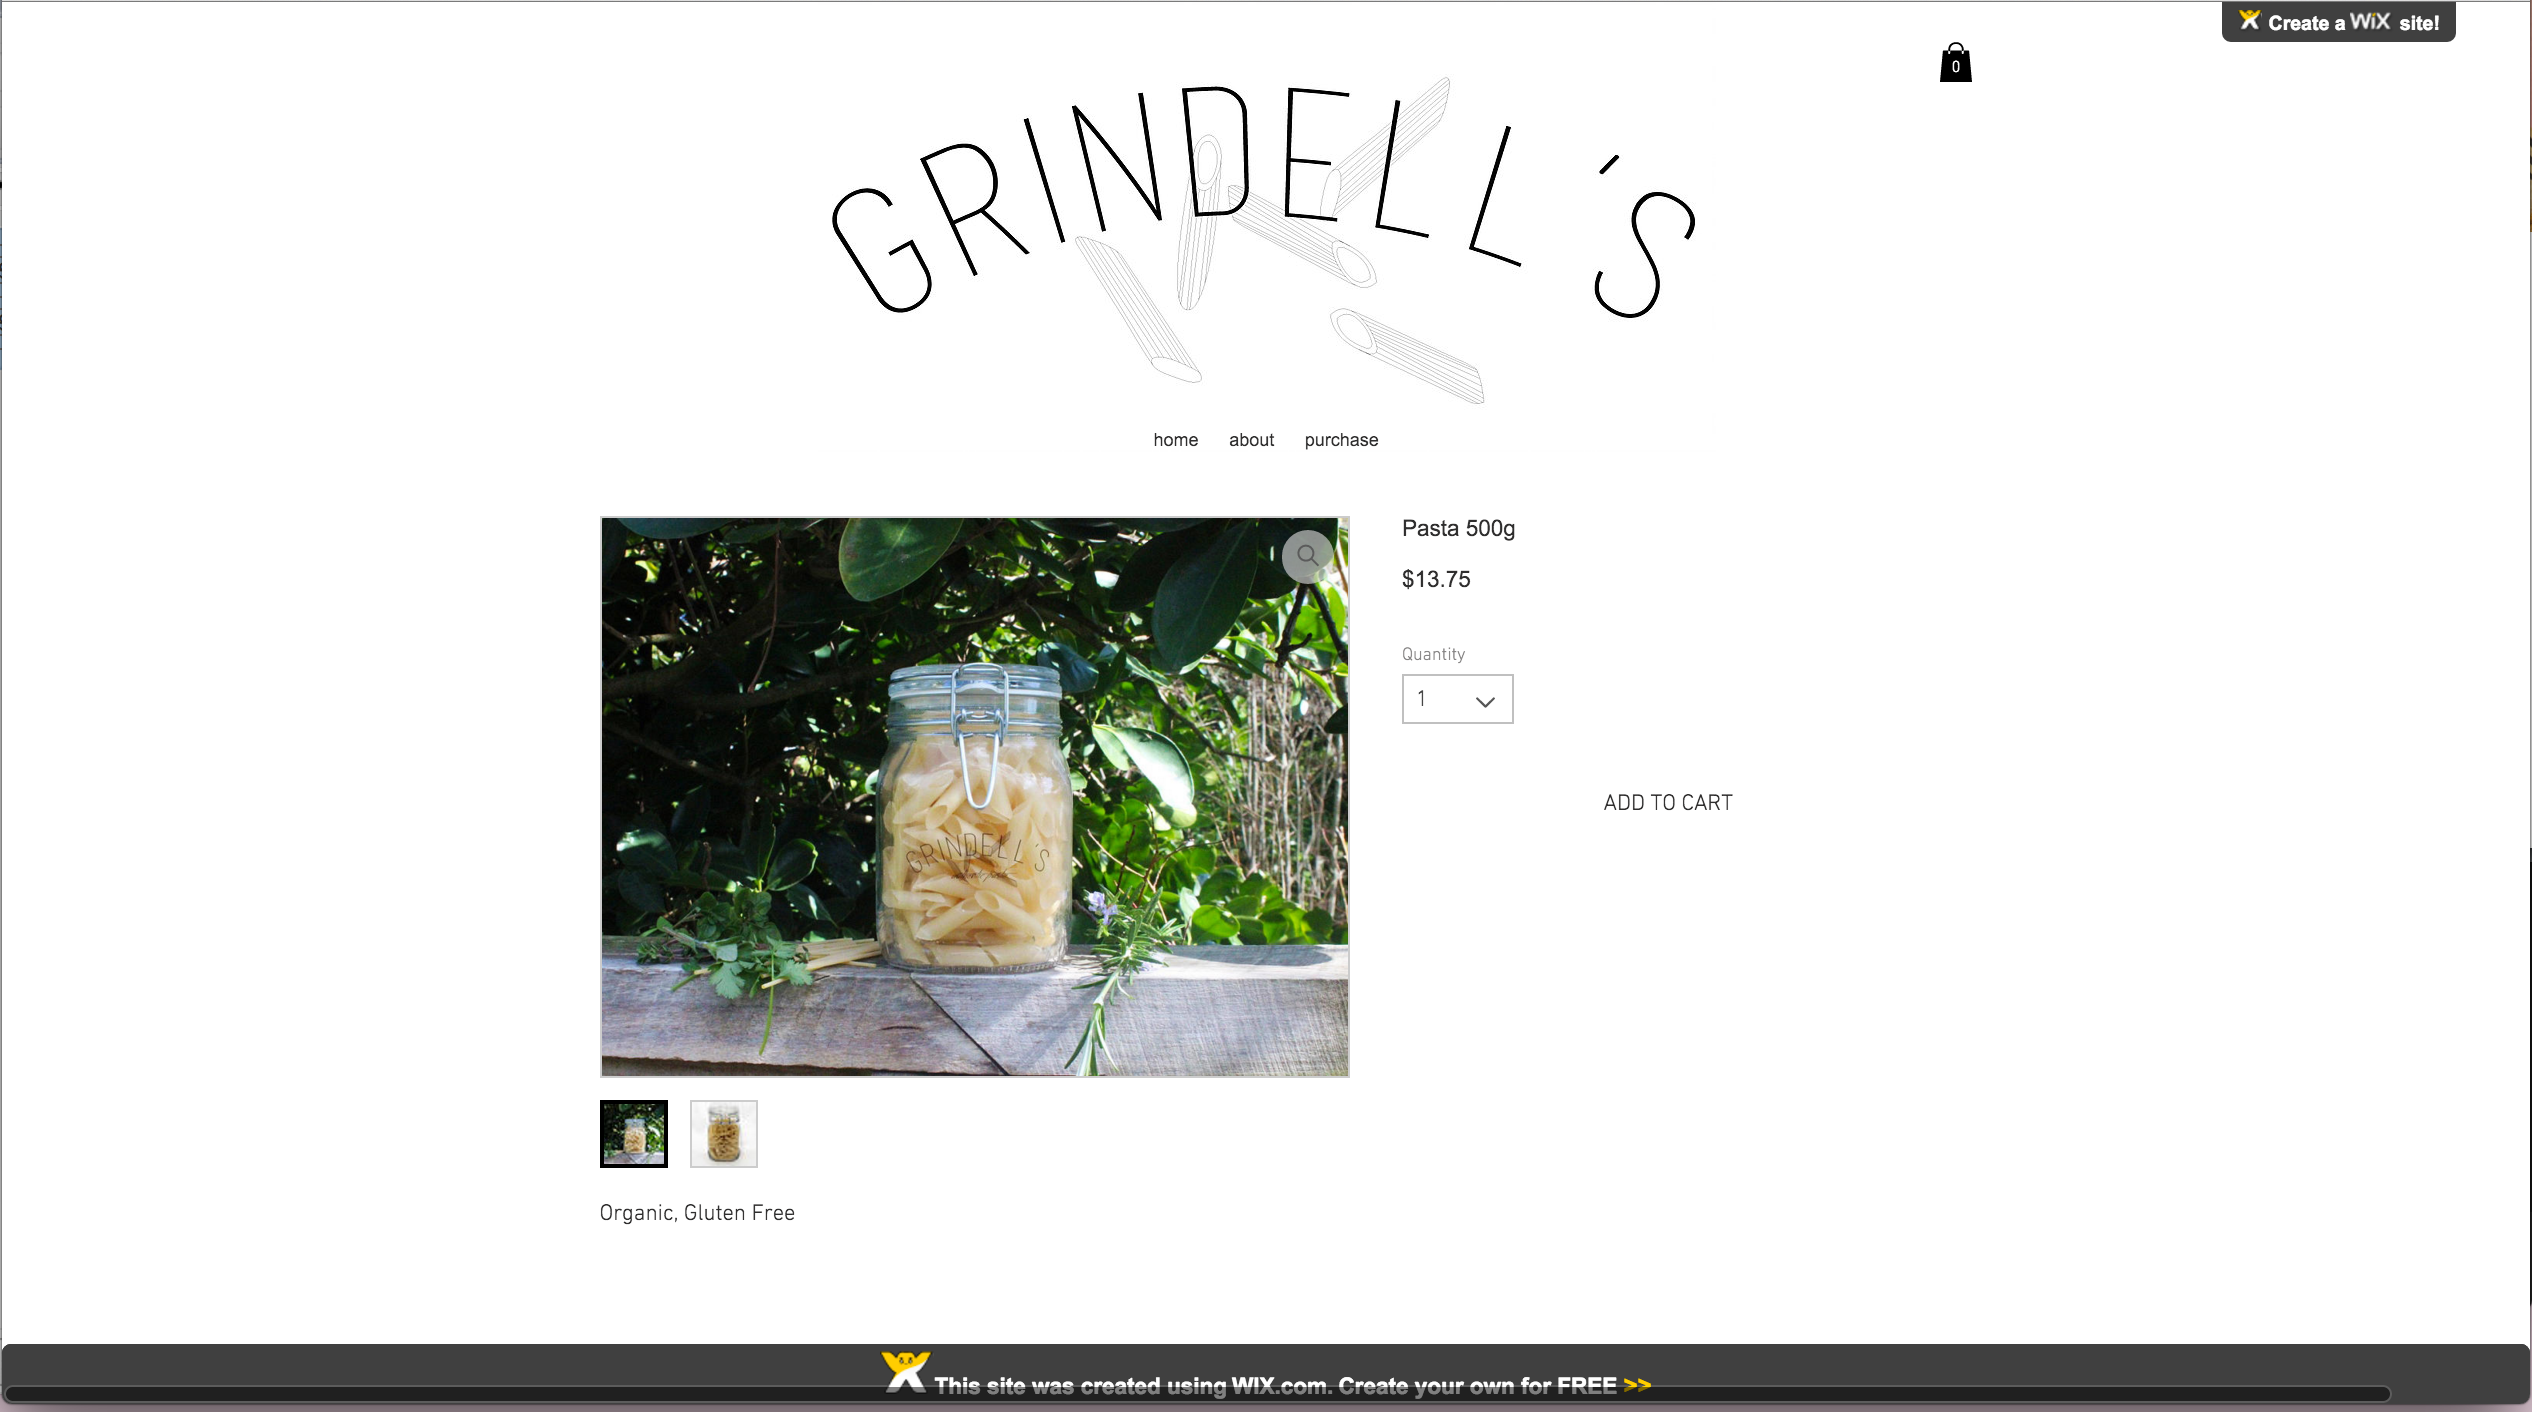 Create a WiX site!
0
GRINDELL'S
home about purchase
Pasta 500g
$13.75
Quantity
1
ADD TO CART
GRINDELL'S
Organic, Gluten Free
This site was created using WIX.com. Create your own for FREE >>